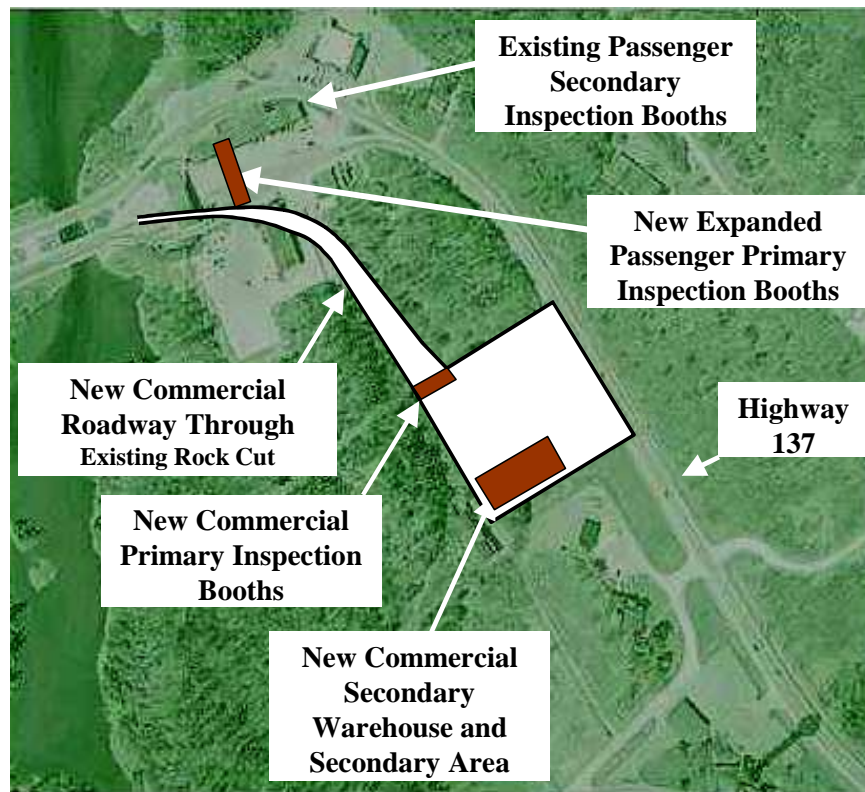 Existing Passenger
Secondary
Inspection Booths
New Expanded
Passenger Primary
Inspection Booths
New Commercial
Roadway Through
Existing Rock Cut
Highway
137
New Commercial
Primary Inspection
Booths
New Commercial
Secondary
Warehouse and
Secondary Area